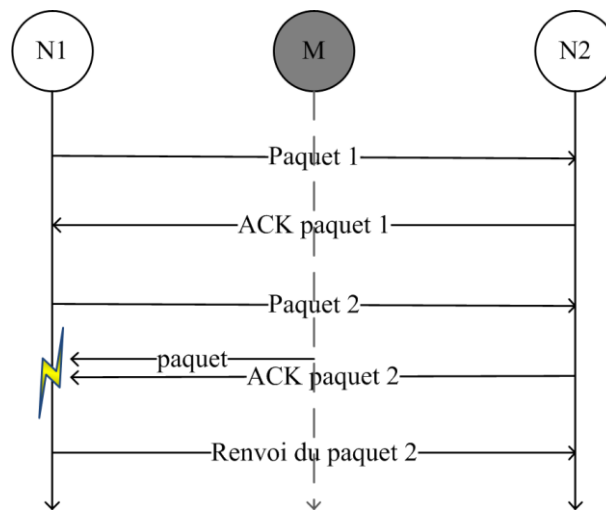 N1
M
N2
Paquet 1
ACK paquet 1
Paquet 2
paquet
ACK paquet 2
Renvoi du paquet 2